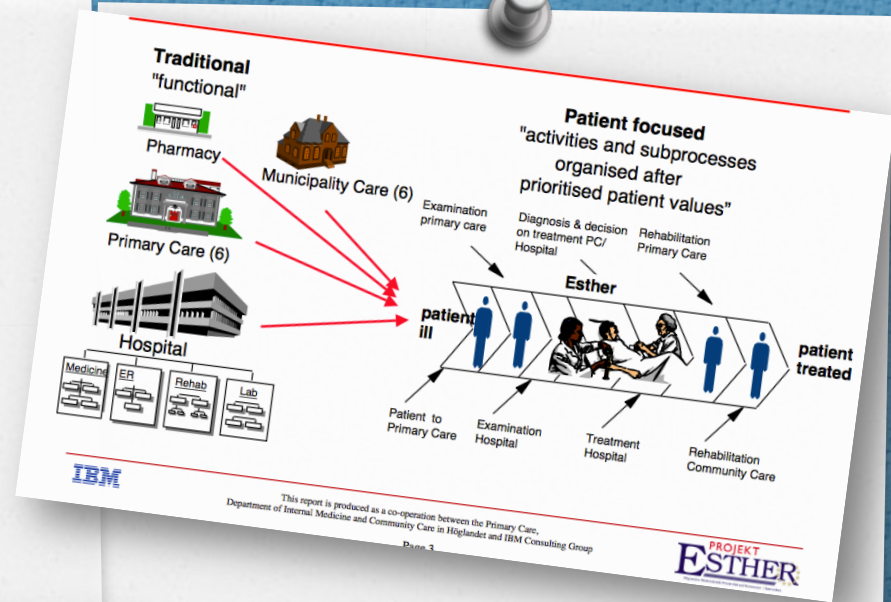 Traditional
"functional"
Pharmacy
Municipality Care (6)
Primary Care (6)
Hospital
Medicine
ER
Rehab
Lab
Patient focused
"activities and subprocesses
organised after
prioritised patient values"
Examination
primary care
Diagnosis & decision
on treatment PC/
Hospital
Rehabilitation
Primary Care
Esther
patient
ill
patient
treated
Patient to
Primary Care
Examination
Hospital
Treatment
Hospital
Rehabilitation
Community Care
IBM
This report is produced as a co-operation between the Primary Care,
Department of Internal Medicine and Community Care in Höglandet and IBM Consulting Group
Page 3
PROJEKT
ESTHER